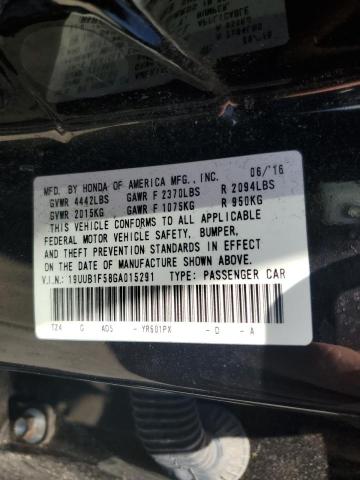 MFD. BY HONDA OF AMERICA MFG., INC. 06/'16
GVWR 4442LBS GAWR F 2370LBS R 2094LBS
GVWR 2015KG GAWR F 1075KG R 950KG
THIS VEHICLE CONFORMS TO ALL APPLICABLE
FEDERAL MOTOR VEHICLE SAFETY, BUMPER,
AND THEFT PREVENTION STANDARDS IN EFFECT
ON THE DATE OF MANUFACTURE SHOWN ABOVE.
V.I.N.: 19UUB1F58GA015291 TYPE: PASSENGER CAR
TZ4 G AD5 - YR601PX -D -A